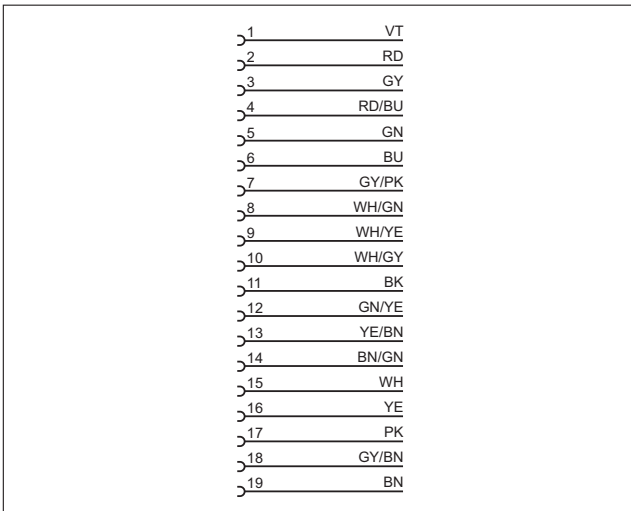 1 VT
2 RD
3 GY
4 RD/BU
5 GN
6 BU
7 GY/PK
8 WH/GN
9 WH/YE
10 WH/GY
11 BK
12 GN/YE
13 YE/BN
14 BN/GN
15 WH
16 YE
17 PK
18 GY/BN
19 BN